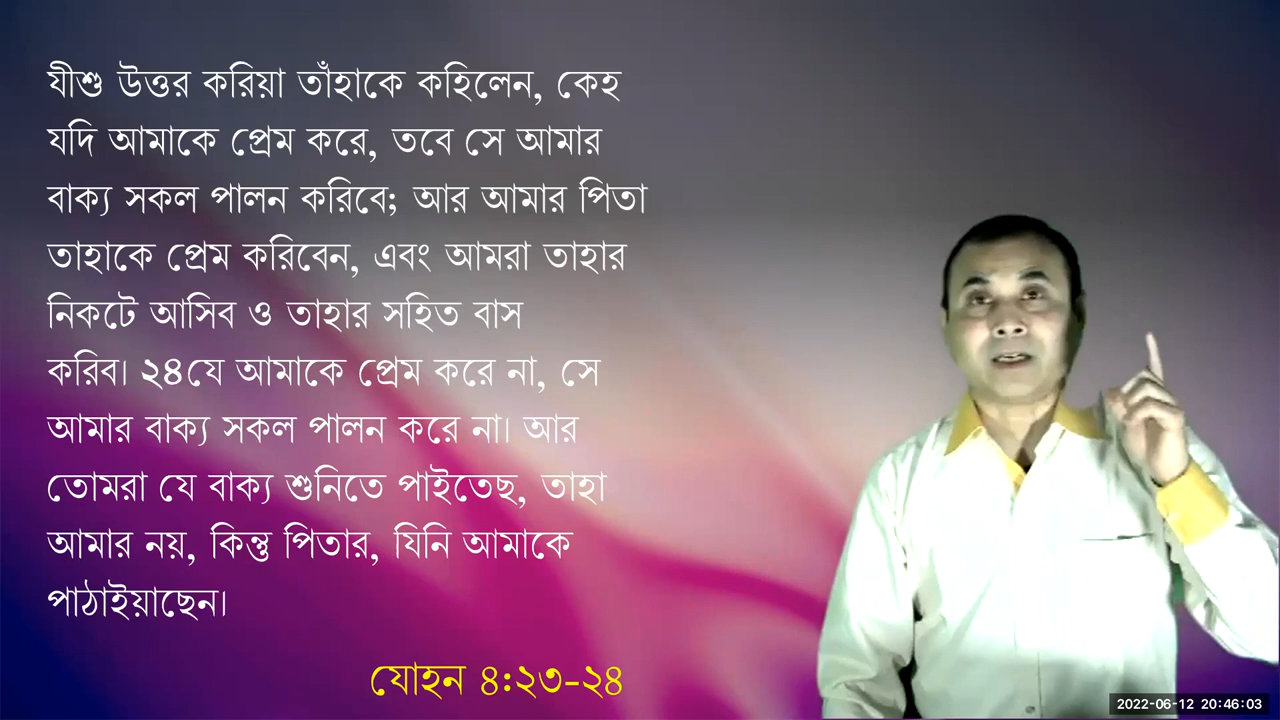 যীশু উত্তর করিয়া তাঁহাকে কহিলেন, কেহ
যদি আমাকে প্রেম করে, তবে সে আমার
বাক্য সকল পালন করিবে; আর আমার পিতা
তাহাকে প্রেম করিবেন, এবং আমরা তাহার
নিকটে আসিব ও তাহার সহিত বাস
করিব। ২৪যে আমাকে প্রেম করে না, সে
আমার বাক্য সকল পালন করে না। আর
তোমরা যে বাক্য শুনিতে পাইতেছ, তাহা
আমার নয়, কিন্তু পিতার, যিনি আমাকে
পাঠাইয়াছেন।
যোহন ৪:২৩-২৪
2022-06-12 20:46:03